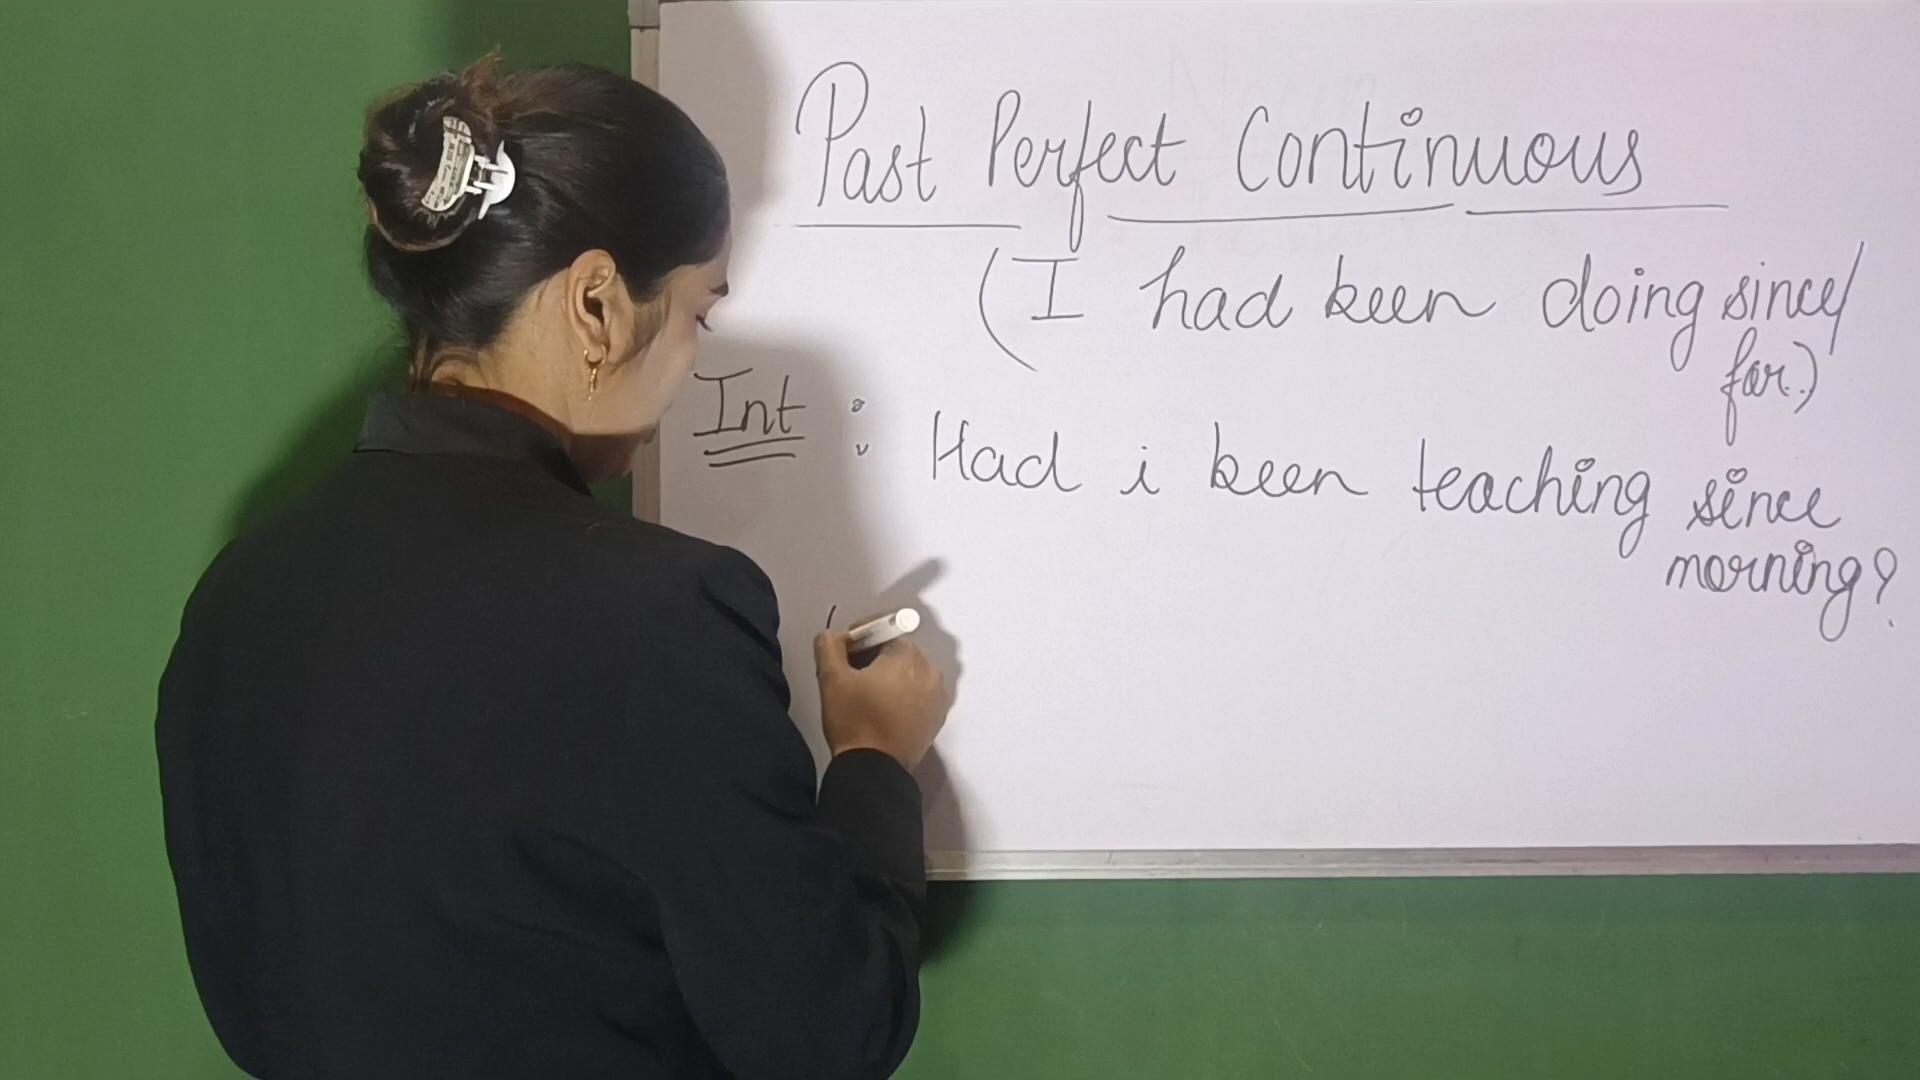 Past Perfect Continuous
(I had been doing since/
for.)
Int : Had i been teaching since
morning?
(